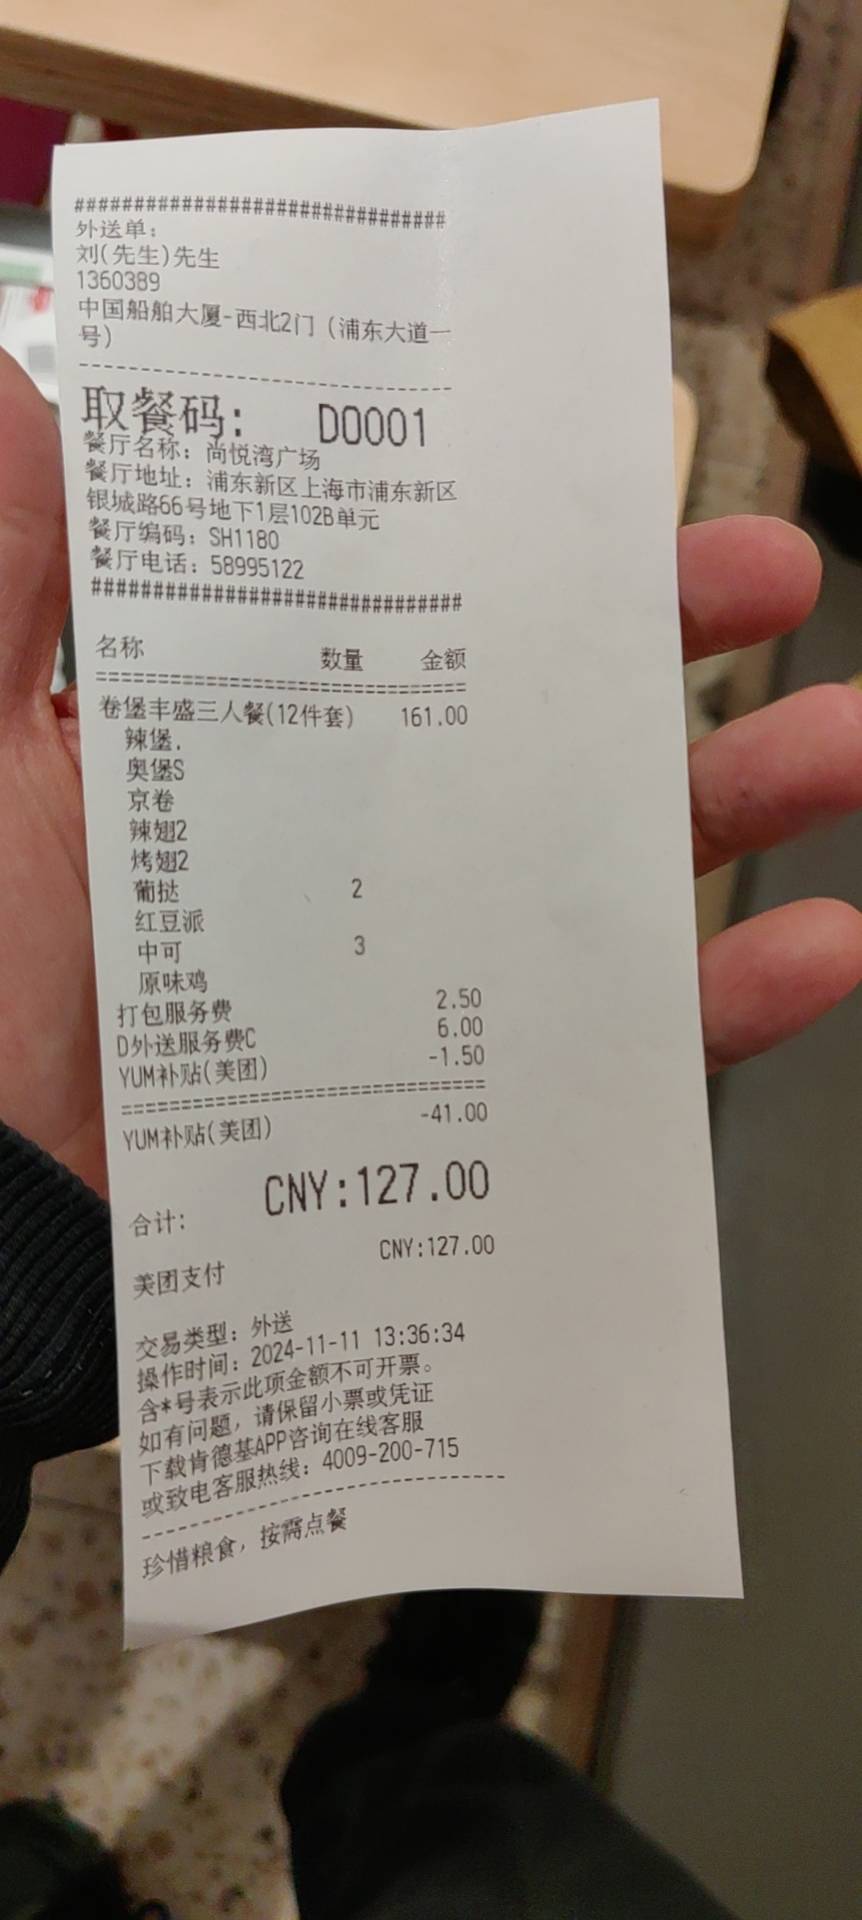 ###############################
外送单：
刘(先生)先生
1360389
中国船舶大厦-西北2门（浦东大道一
号）
-------------------------------
取餐码： D0001
餐厅名称：尚悦湾广场
餐厅地址：浦东新区上海市浦东新区
银城路66号地下1层102B单元
餐厅编码：SH1180
餐厅电话：58995122
###############################
名称 数量 金额
===============================
卷堡丰盛三人餐(12件套) 161.00
辣堡.
奥堡S
京卷
辣翅2
烤翅2
葡挞 2
红豆派
中可 3
原味鸡
打包服务费 2.50
D外送服务费C 6.00
YUM补贴(美团) -1.50
===============================
YUM补贴(美团) -41.00
合计: CNY:127.00
美团支付 CNY:127.00
交易类型：外送
操作时间：2024-11-11 13:36:34
含*号表示此项金额不可开票。
如有问题，请保留小票或凭证
下载肯德基APP咨询在线客服
或致电客服热线：4009-200-715
-------------------------------
珍惜粮食，按需点餐